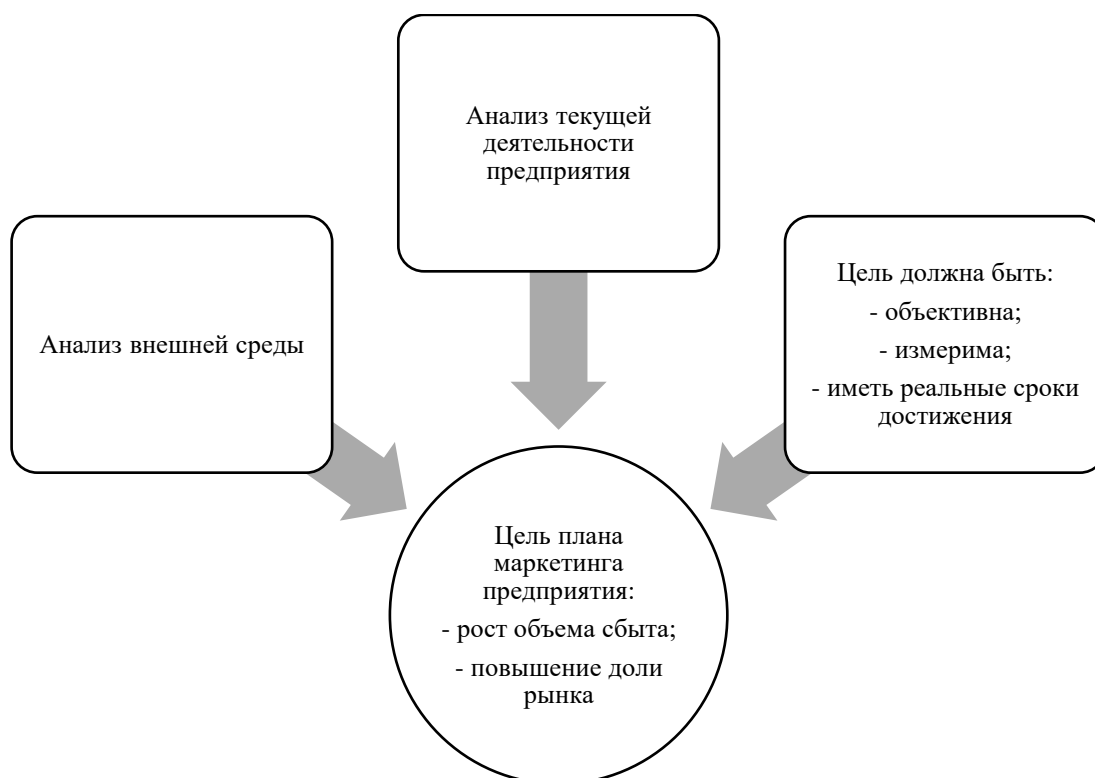 Анализ текущей
деятельности
предприятия
Анализ внешней среды
Цель должна быть:
- объективна;
- измерима;
- иметь реальные сроки
достижения
Цель плана
маркетинга
предприятия:
- рост объема сбыта;
- повышение доли
рынка